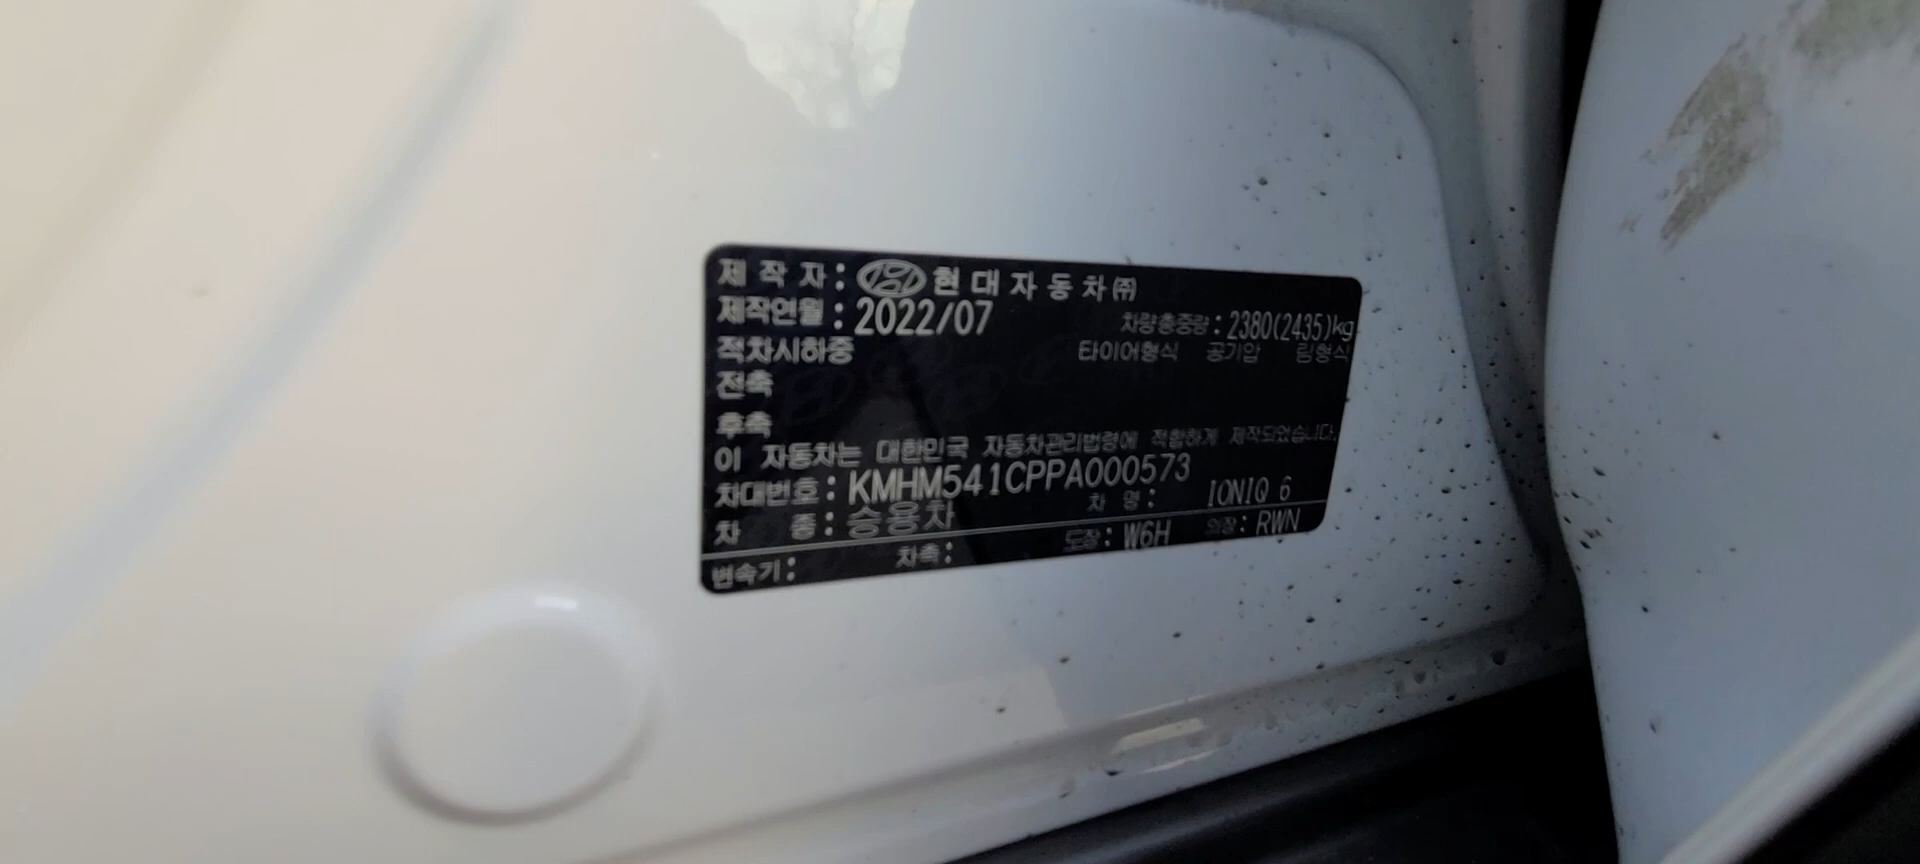 제작자: HYUNDAI 현대자동차㈜
제작연월: 2022/07 차량총중량: 2380(2435)kg
적차시하중 타이어형식 공기압 림형식
전축
후축
이 자동차는 대한민국 자동차관리법령에 적합하게 제작되었습니다.
차대번호: KMHM541CPPA000573
차종: 승용차 차명: IONIQ 6
변속기: 차축: 도장: W6H 의장: RWN